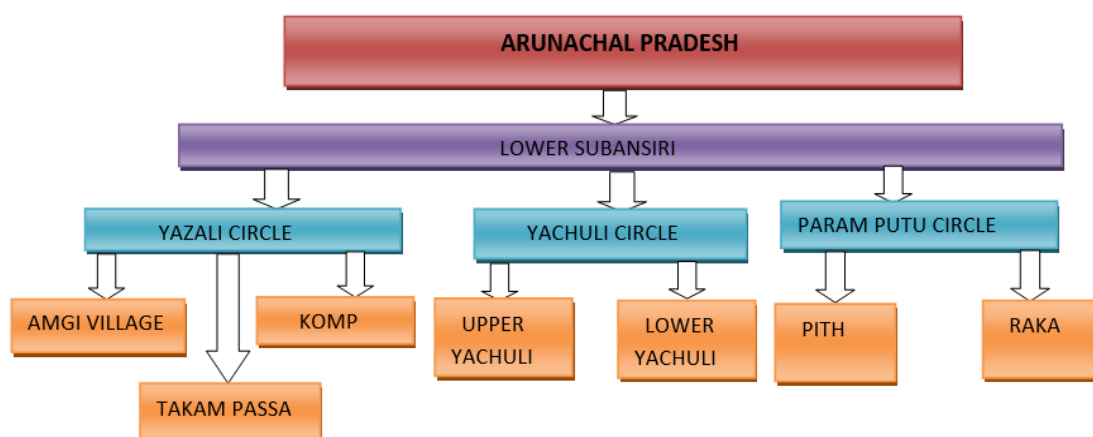 ARUNACHAL PRADESH
LOWER SUBANSIRI
YAZALI CIRCLE
YACHULI CIRCLE
PARAM PUTU CIRCLE
AMGI VILLAGE
KOMP
UPPER
YACHULI
LOWER
YACHULI
PITH
RAKA
TAKAM PASSA